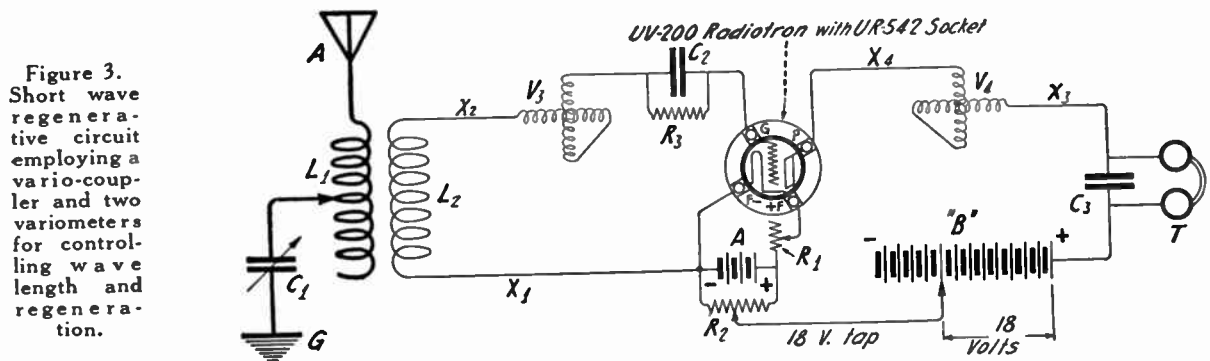 Figure 3.
Short wave
regenera-
tive circuit
employing a
vario-coup-
ler and two
variometers
for control-
ling wave
length and
regenera-
tion.
UV-200 Radiotron with UR-542 Socket
A
C2
X4
X2
V3
V4
X3
R3
G
P
L1
L2
F-
+F
C3
T
A
"B"
-
+
R1
C1
-
+
X1
R2
18 V. tap
18
Volts
G